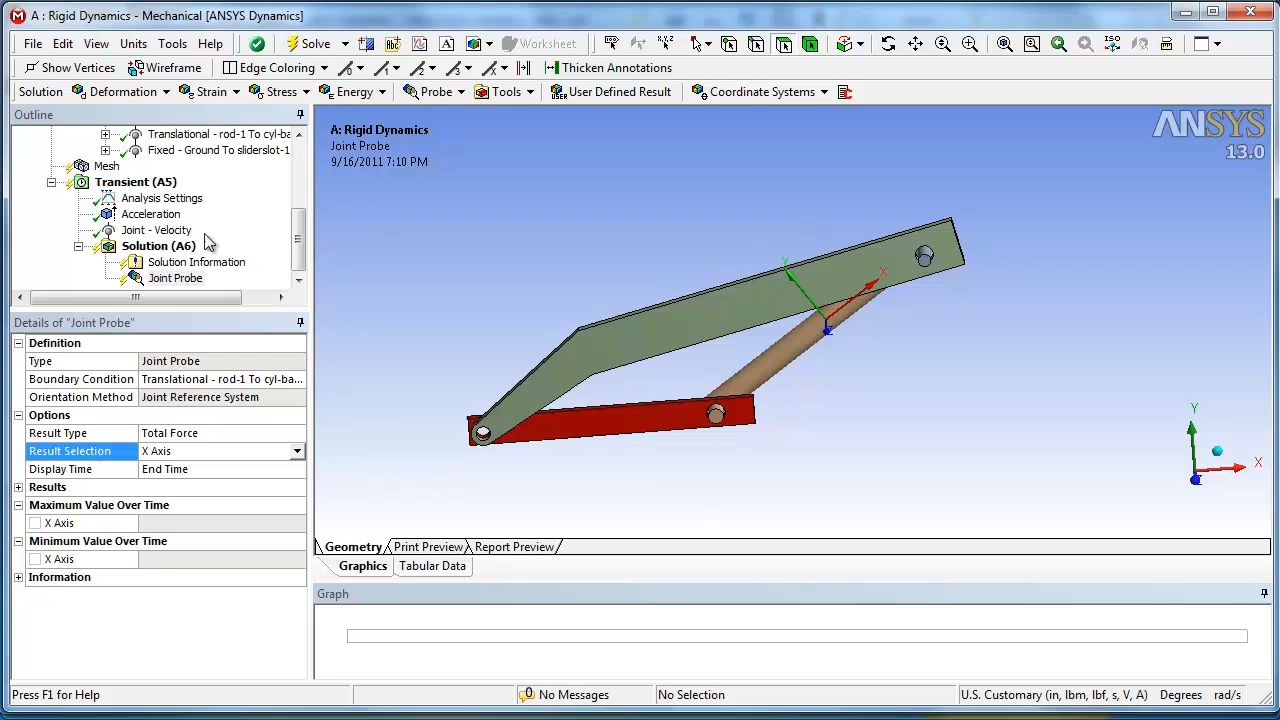 A : Rigid Dynamics - Mechanical [ANSYS Dynamics]
File Edit View Units Tools Help Solve Worksheet
Show Vertices Wireframe Edge Coloring Thicken Annotations
Solution Deformation Strain Stress Energy Probe Tools User Defined Result Coordinate Systems
Outline
Translational - rod-1 To cyl-ba
Fixed - Ground To sliderslot-1
Mesh
Transient (A5)
Analysis Settings
Acceleration
Joint - Velocity
Solution (A6)
Solution Information
Joint Probe
Details of "Joint Probe"
Definition
Type Joint Probe
Boundary Condition Translational - rod-1 To cyl-ba...
Orientation Method Joint Reference System
Options
Result Type Total Force
Result Selection X Axis
Display Time End Time
Results
Maximum Value Over Time
X Axis
Minimum Value Over Time
X Axis
Information
A: Rigid Dynamics
Joint Probe
9/16/2011 7:10 PM
ANSYS
13.0
Y
X
Y
X
Geometry Print Preview Report Preview
Graphics Tabular Data
Graph
Press F1 for Help No Messages No Selection U.S. Customary (in, lbm, lbf, s, V, A) Degrees rad/s